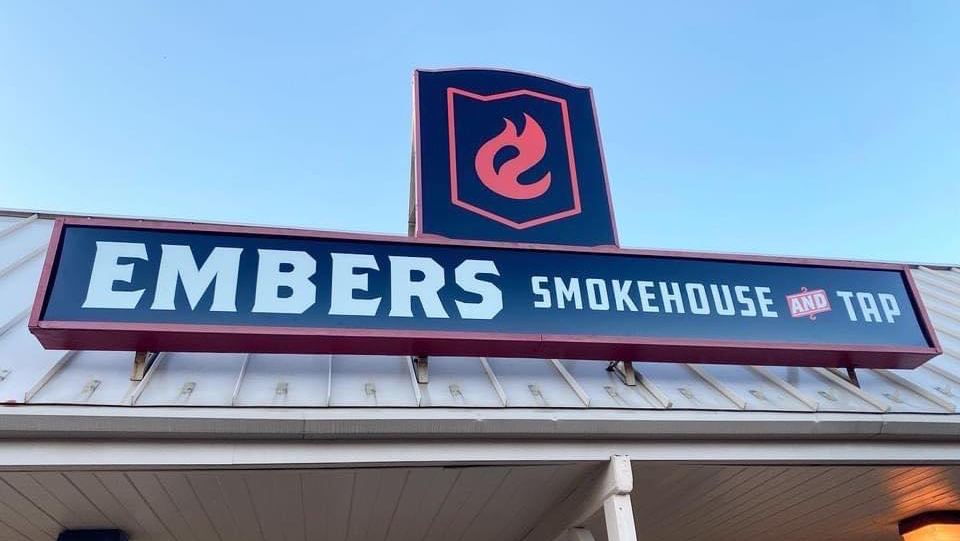 EMBERS SMOKEHOUSE AND TAP